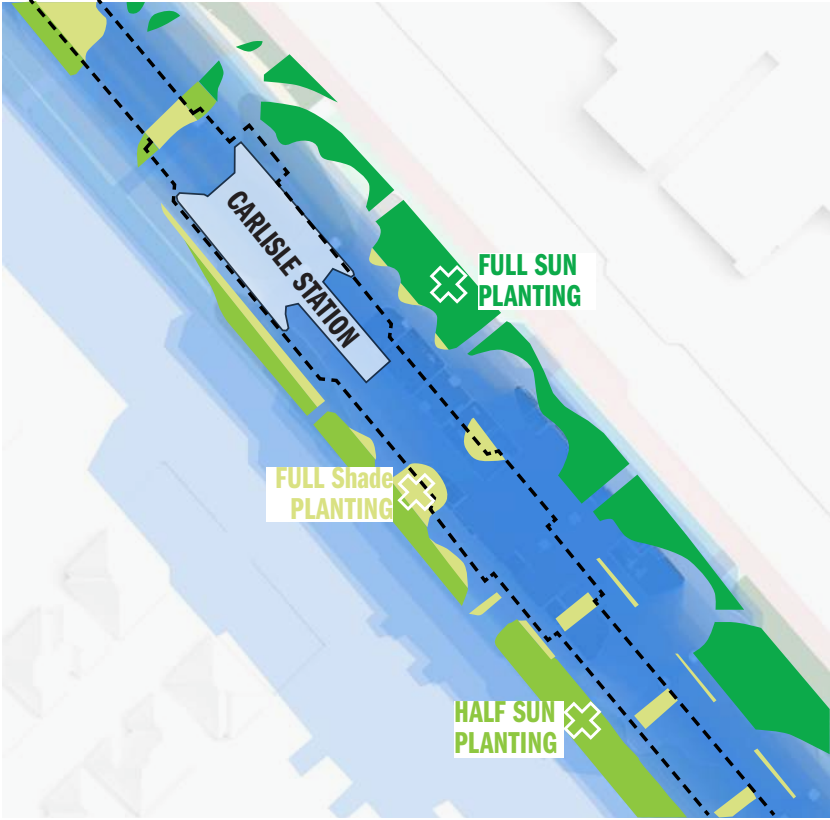 CARLISLE STATION
FULL SUN
PLANTING
FULL Shade
PLANTING
HALF SUN
PLANTING